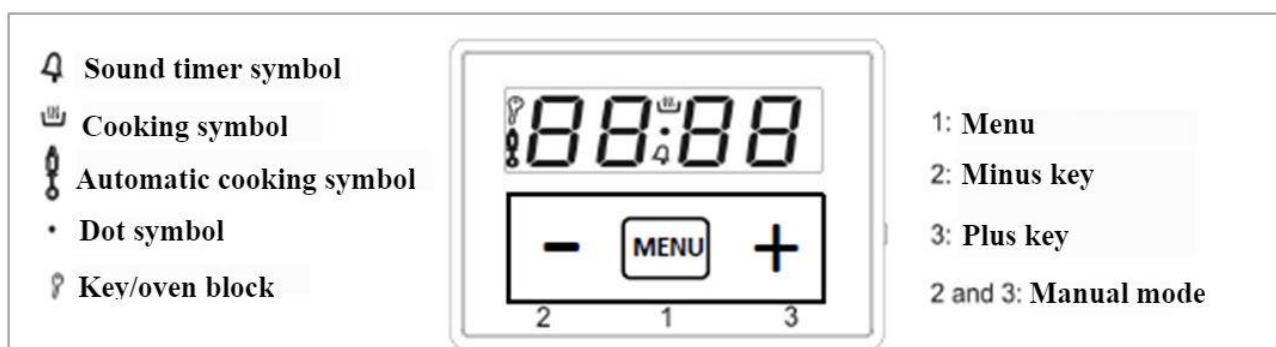 Sound timer symbol
Cooking symbol
Automatic cooking symbol
Dot symbol
Key/oven block
88:88
- MENU +
2 1 3
1: Menu
2: Minus key
3: Plus key
2 and 3: Manual mode